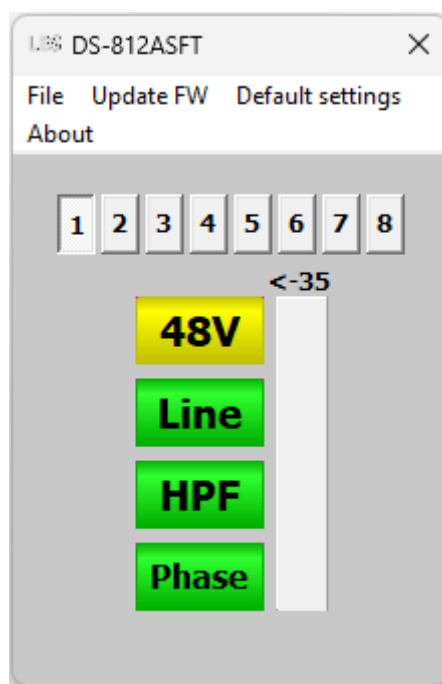 DS-812ASFT
File Update FW Default settings
About
1 2 3 4 5 6 7 8
<-35
48V
Line
HPF
Phase